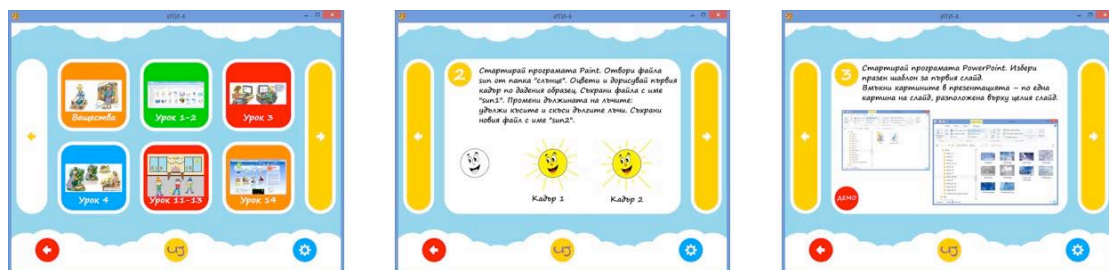 ИТИ-4
Вещества
Урок 1-2
Урок 3
Урок 4
Урок 11-13
Урок 14
ИТИ-4
2
Стартирай програмата Paint. Отвори файла
sun от папка "слънце". Оцвети и дорисувай първия
кадър по дадения образец. Съхрани файла с име
"sun1". Промени дължината на лъчите:
удължи късите и скъси дългите лъчи. Съхрани
новия файл с име "sun2".
Кадър 1
Кадър 2
ИТИ-4
3
Стартирай програмата PowerPoint. Избери
празен шаблон за първия слайд.
Вмъкни картините в презентацията – по една
картина на слайд, разположена върху целия слайд.
ДЕМО